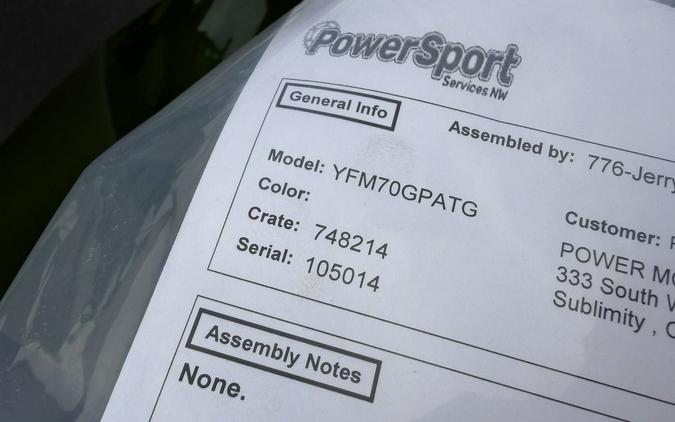 PowerSport
Services NW
General Info
Assembled by: 776-Jerry
Model: YFM70GPATG
Color:
Crate: 748214
Serial: 105014
Customer:
POWER
333 South
Sublimity ,
Assembly Notes
None.